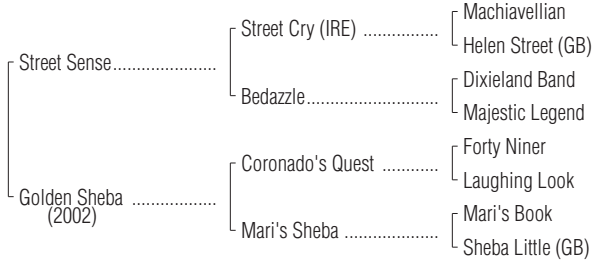 Machiavellian
Street Cry (IRE) ................
Helen Street (GB)
Street Sense......................
Dixieland Band
Bedazzle............................
Majestic Legend
Forty Niner
Coronado's Quest ............
Laughing Look
Golden Sheba ..................
(2002)
Mari's Book
Mari's Sheba ....................
Sheba Little (GB)